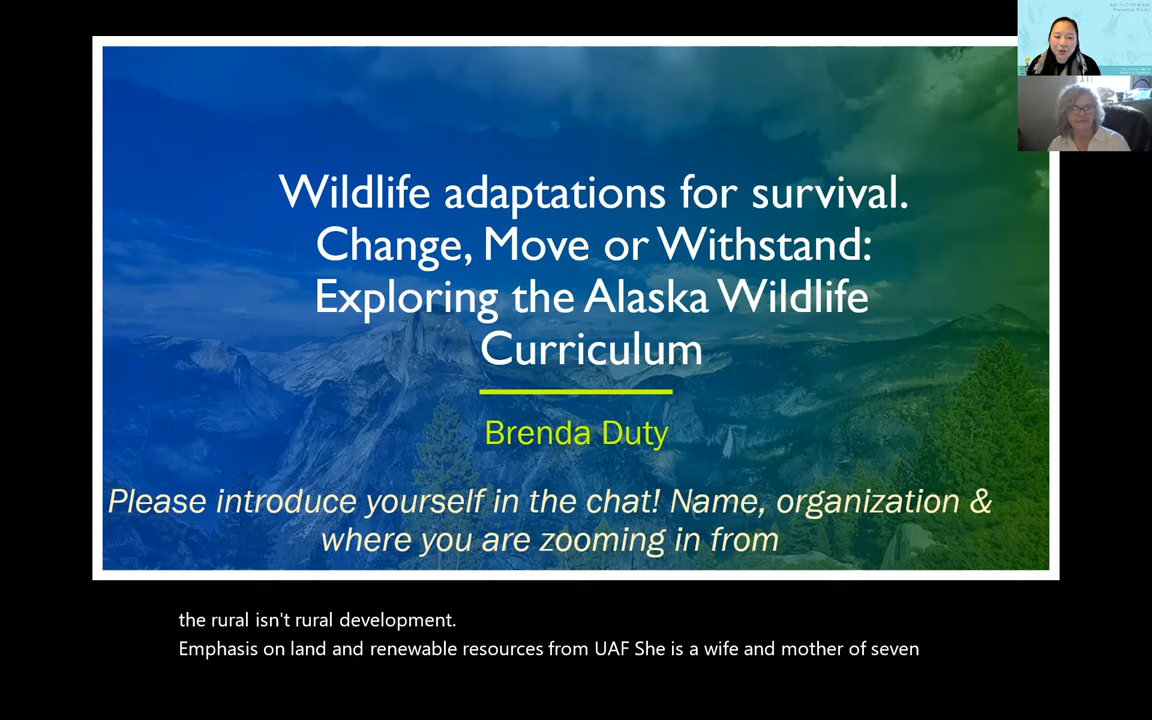 Wildlife adaptations for survival.
Change, Move or Withstand:
Exploring the Alaska Wildlife
Curriculum
Brenda Duty
Please introduce yourself in the chat! Name, organization &
where you are zooming in from
the rural isn't rural development.
Emphasis on land and renewable resources from UAF She is a wife and mother of seven